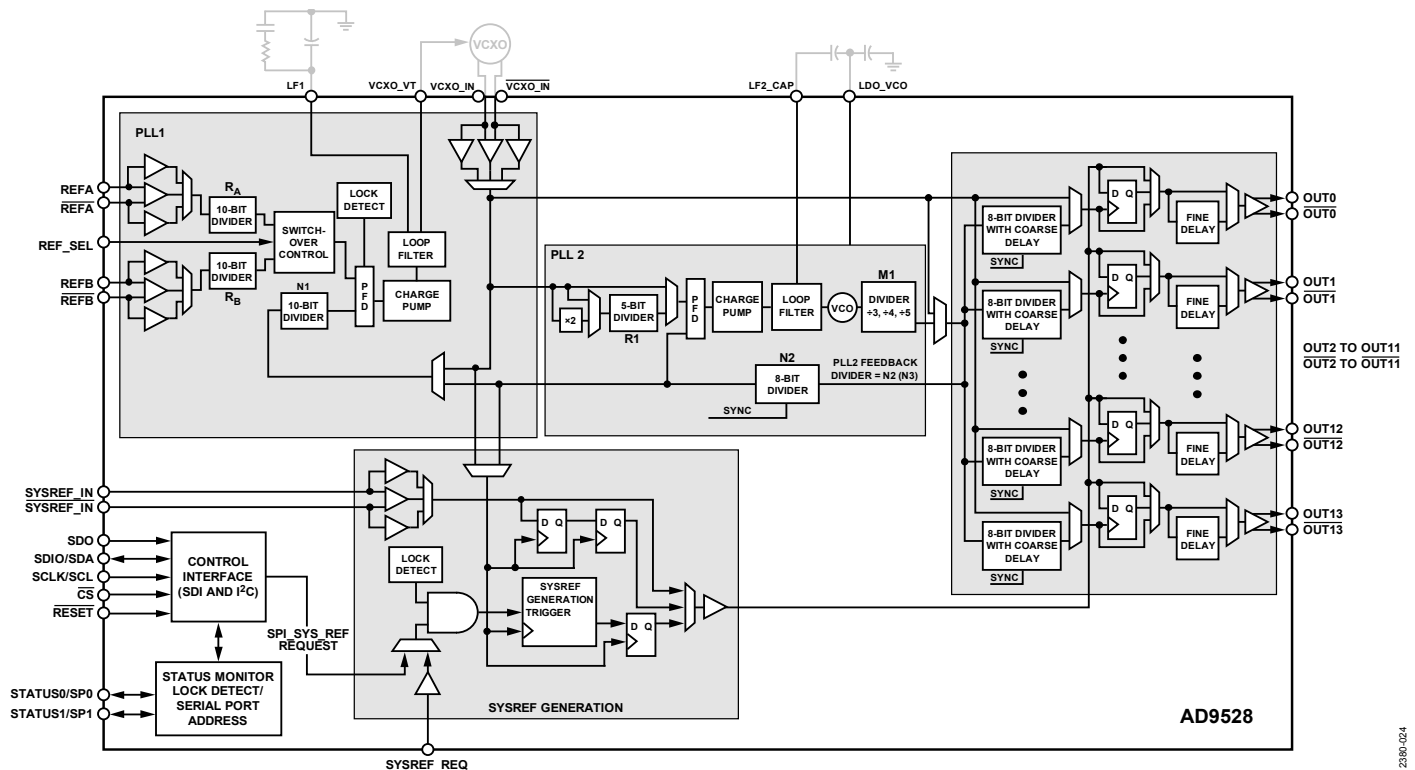 VCXO
LF1
VCXO_VT
VCXO_IN
VCXO_IN
LF2_CAP
LDO_VCO
PLL1
REFA
REFA
REF_SEL
REFB
REFB
RA
10-BIT
DIVIDER
SWITCH-
OVER
CONTROL
10-BIT
DIVIDER
RB
LOCK
DETECT
N1
10-BIT
DIVIDER
P
F
D
LOOP
FILTER
CHARGE
PUMP
PLL 2
×2
5-BIT
DIVIDER
R1
P
F
D
CHARGE
PUMP
LOOP
FILTER
VCO
M1
DIVIDER
÷3, ÷4, ÷5
N2
8-BIT
DIVIDER
SYNC
PLL2 FEEDBACK
DIVIDER = N2 (N3)
8-BIT DIVIDER
WITH COARSE
DELAY
SYNC
D Q
FINE
DELAY
OUT0
OUT0
8-BIT DIVIDER
WITH COARSE
DELAY
SYNC
D Q
FINE
DELAY
OUT1
OUT1
OUT2 TO OUT11
OUT2 TO OUT11
8-BIT DIVIDER
WITH COARSE
DELAY
SYNC
D Q
FINE
DELAY
OUT12
OUT12
8-BIT DIVIDER
WITH COARSE
DELAY
SYNC
D Q
FINE
DELAY
OUT13
OUT13
SYSREF_IN
SYSREF_IN
SDO
SDIO/SDA
SCLK/SCL
CS
RESET
CONTROL
INTERFACE
(SDI AND I2C)
SPI_SYS_REF
REQUEST
STATUS0/SP0
STATUS1/SP1
STATUS MONITOR
LOCK DETECT/
SERIAL PORT
ADDRESS
LOCK
DETECT
D Q
D Q
SYSREF
GENERATION
TRIGGER
D Q
SYSREF GENERATION
SYSREF_REQ
AD9528
2380-024